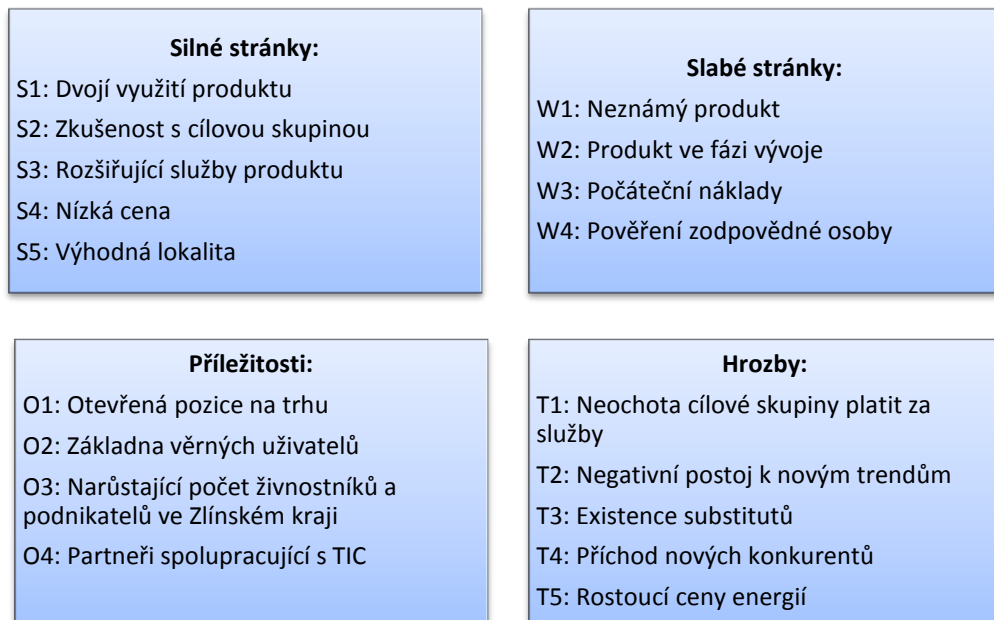 Silné stránky:
S1: Dvojí využití produktu
S2: Zkušenost s cílovou skupinou
S3: Rozšiřující služby produktu
S4: Nízká cena
S5: Výhodná lokalita
Slabé stránky:
W1: Neznámý produkt
W2: Produkt ve fázi vývoje
W3: Počáteční náklady
W4: Pověření zodpovědné osoby
Příležitosti:
O1: Otevřená pozice na trhu
O2: Základna věrných uživatelů
O3: Narůstající počet živnostníků a
podnikatelů ve Zlínském kraji
O4: Partneři spolupracující s TIC
Hrozby:
T1: Neochota cílové skupiny platit za
služby
T2: Negativní postoj k novým trendům
T3: Existence substitutů
T4: Příchod nových konkurentů
T5: Rostoucí ceny energií